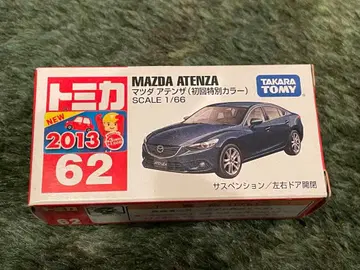 トミカ
NEW
2013
62
MAZDA ATENZA
マツダ アテンザ(初回特別カラー)
SCALE 1/66
TAKARA
TOMY
サスペンション/左右ドア開閉
62